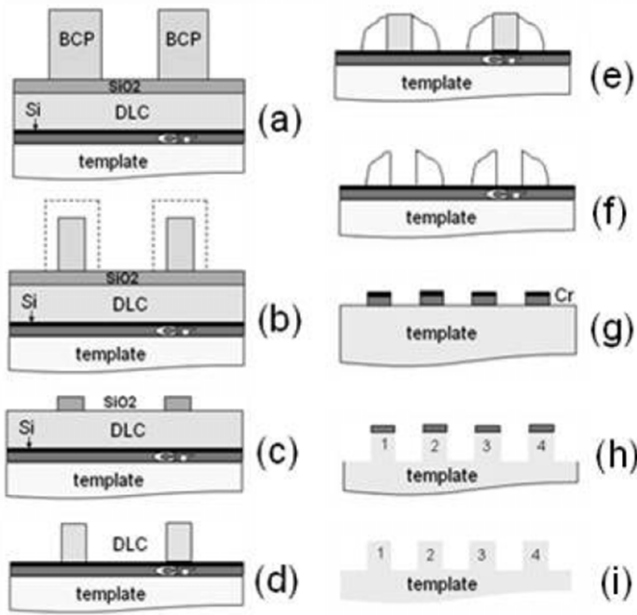 BCP BCP
SiO2
Si
DLC
(a)
template
SiO2
Si
DLC
(b)
template
SiO2
Si
DLC
(c)
template
DLC
(d)
template
(e)
template
(f)
template
Cr
(g)
template
1 2 3 4
(h)
template
1 2 3 4
(i)
template